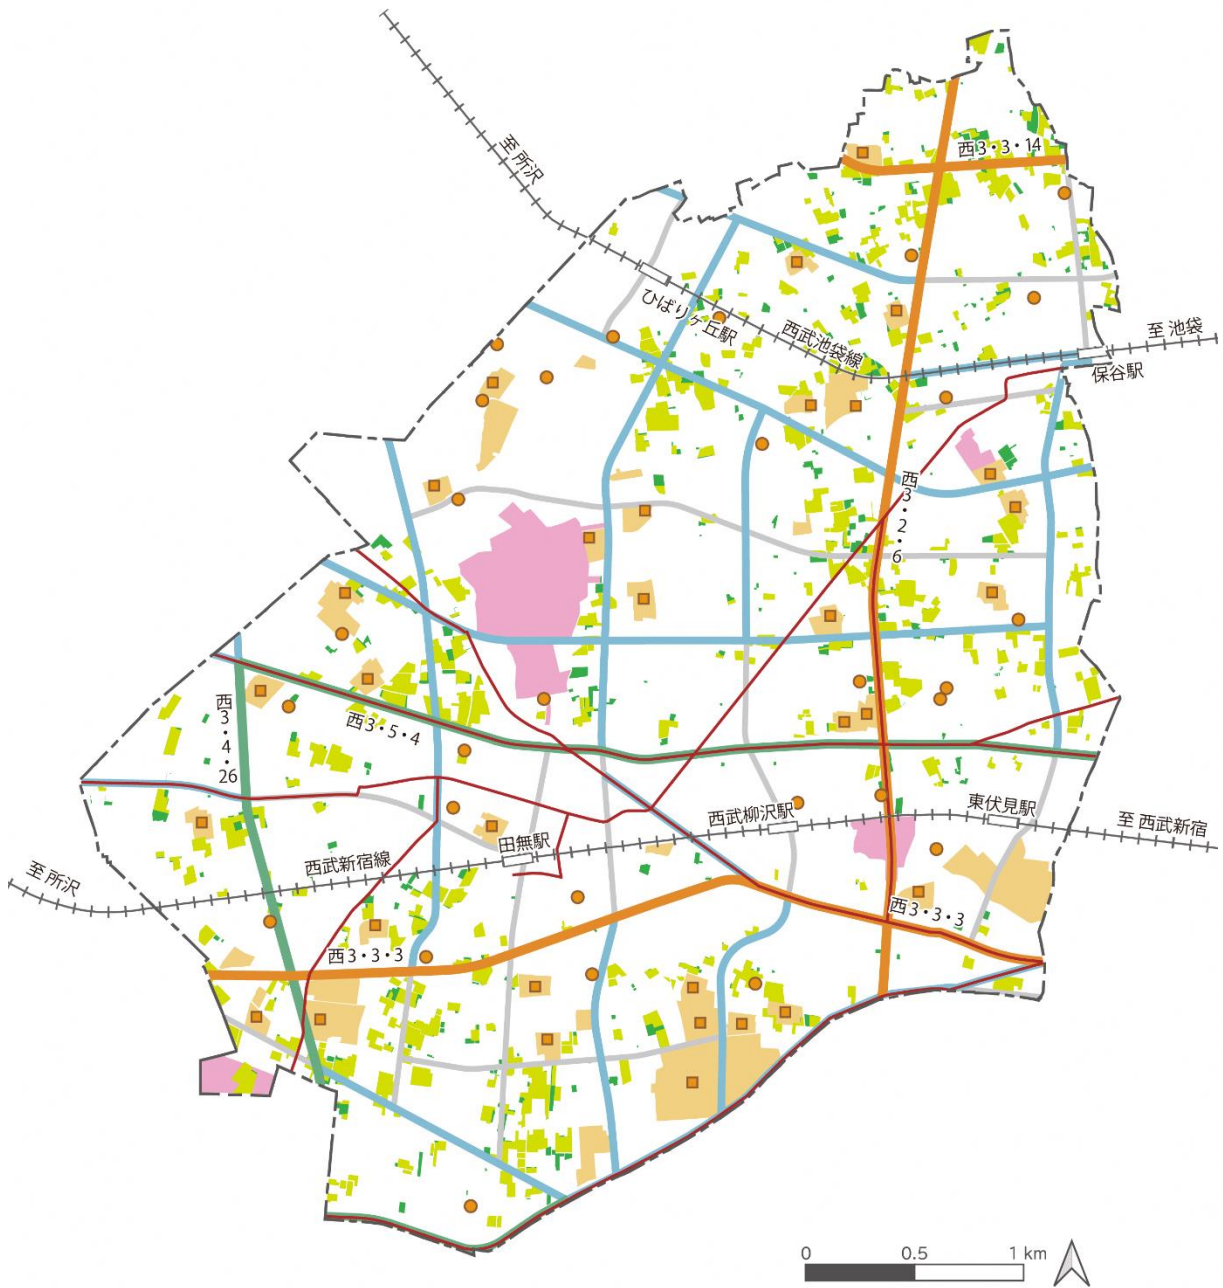 至 所沢
西3・3・14
ひばりヶ丘駅
西武池袋線
至 池袋
保谷駅
西3・2・6
西3・5・4
西3・4・26
西武柳沢駅
東伏見駅
至 西武新宿
田無駅
西武新宿線
至 所沢
西3・3・3
西3・3・3
0 0.5 1 km